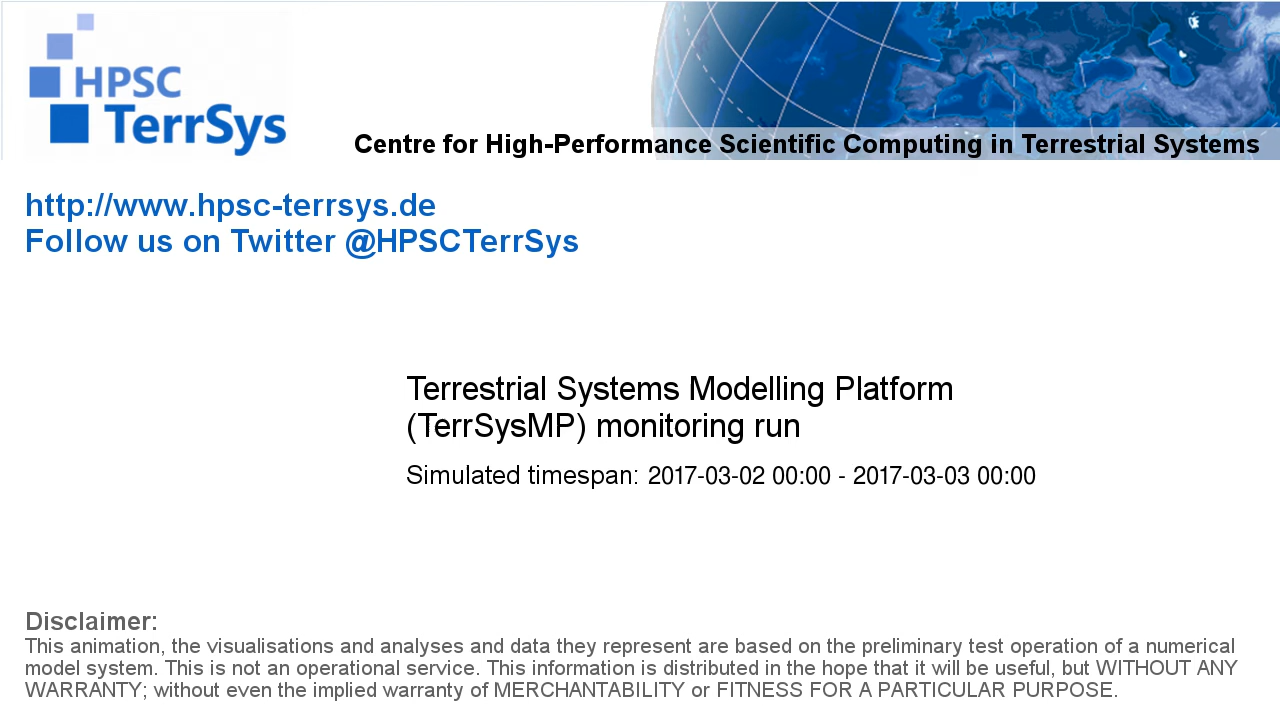 HPSC
TerrSys
Centre for High-Performance Scientific Computing in Terrestrial Systems
http://www.hpsc-terrsys.de
Follow us on Twitter @HPSCTerrSys
Terrestrial Systems Modelling Platform
(TerrSysMP) monitoring run
Simulated timespan: 2017-03-02 00:00 - 2017-03-03 00:00
Disclaimer:
This animation, the visualisations and analyses and data they represent are based on the preliminary test operation of a numerical
model system. This is not an operational service. This information is distributed in the hope that it will be useful, but WITHOUT ANY
WARRANTY; without even the implied warranty of MERCHANTABILITY or FITNESS FOR A PARTICULAR PURPOSE.